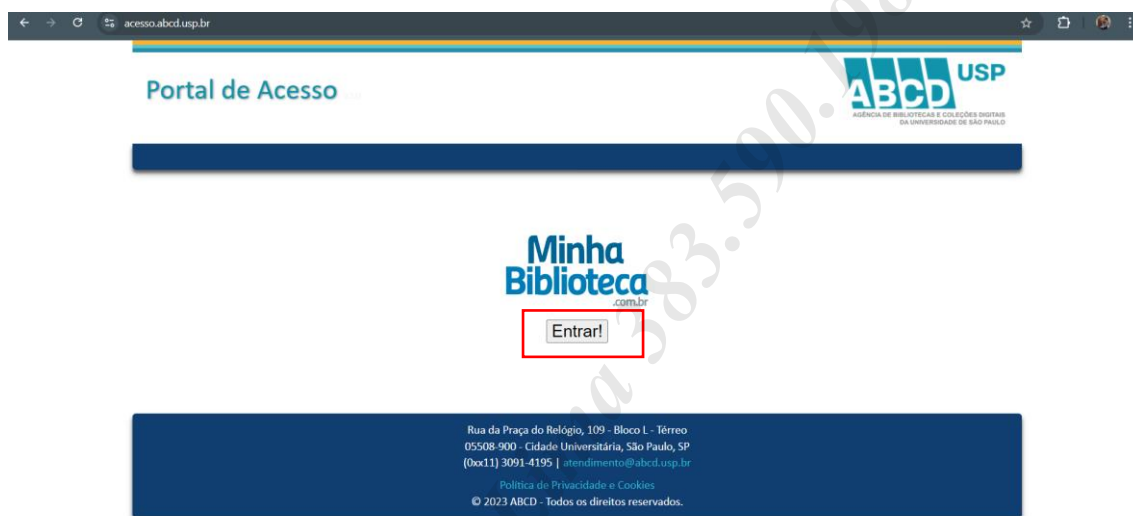 acesso.abcd.usp.br
Portal de Acesso
ABCD USP
AGÊNCIA DE BIBLIOTECAS E COLEÇÕES DIGITAIS
DA UNIVERSIDADE DE SÃO PAULO
Minha
Biblioteca
.com.br
Entrar!
383.590.
Rua da Praça do Relógio, 109 - Bloco L - Térreo
05508-900 - Cidade Universitária, São Paulo, SP
(0xx11) 3091-4195 | atendimento@abcd.usp.br
Política de Privacidade e Cookies
© 2023 ABCD - Todos os direitos reservados.